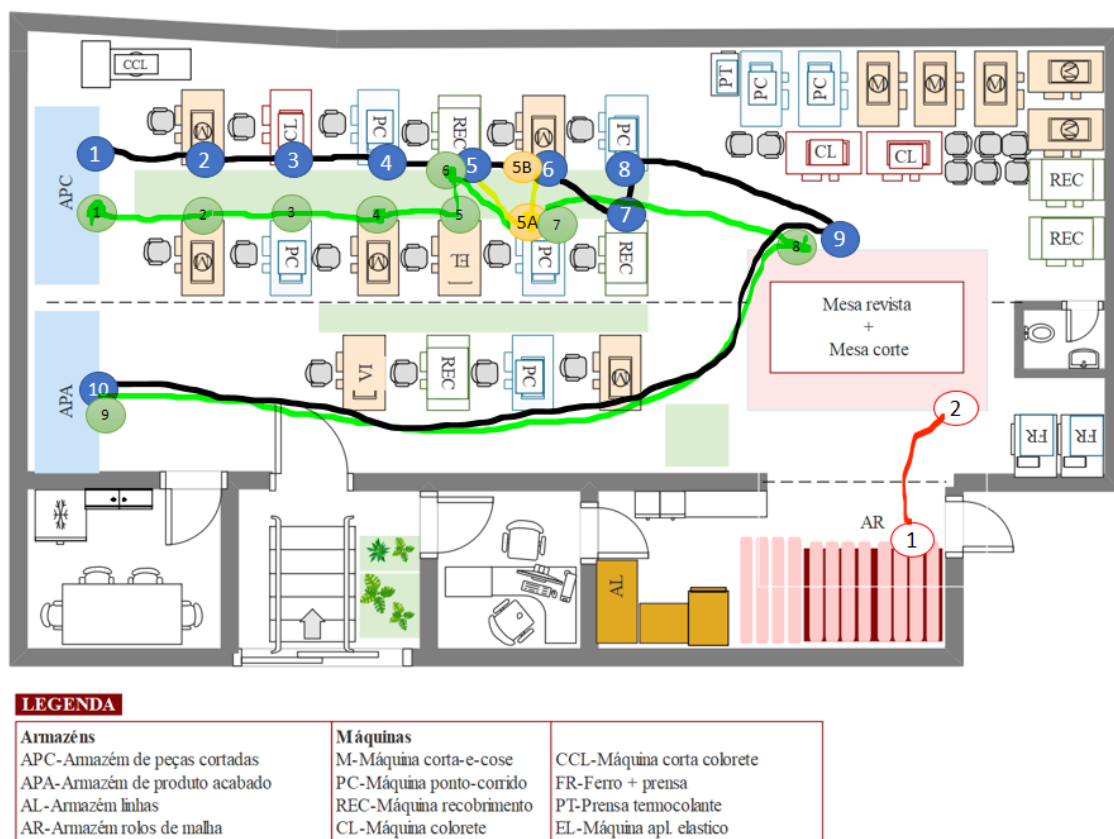 CCL
M
CL
PC
REC
M
PC
PT
PC
PC
M
M
M
M
M
CL
CL
REC
REC
APC
1
2
3
4
5
5B
6
8
6
1
2
3
4
5
5A
7
7
8
9
M
PC
M
EL
PC
REC
Mesa revista
+
Mesa corte
APA
10
9
IA
REC
PC
M
2
FR
FR
AR
1
AL
LEGENDA
Armazéns
APC-Armazém de peças cortadas
APA-Armazém de produto acabado
AL-Armazém linhas
AR-Armazém rolos de malha
Máquinas
M-Máquina corta-e-cose
PC-Máquina ponto-corrido
REC-Máquina recobrimento
CL-Máquina colorete
CCL-Máquina corta colorete
FR-Ferro + prensa
PT-Prensa termocolante
EL-Máquina apl. elastico